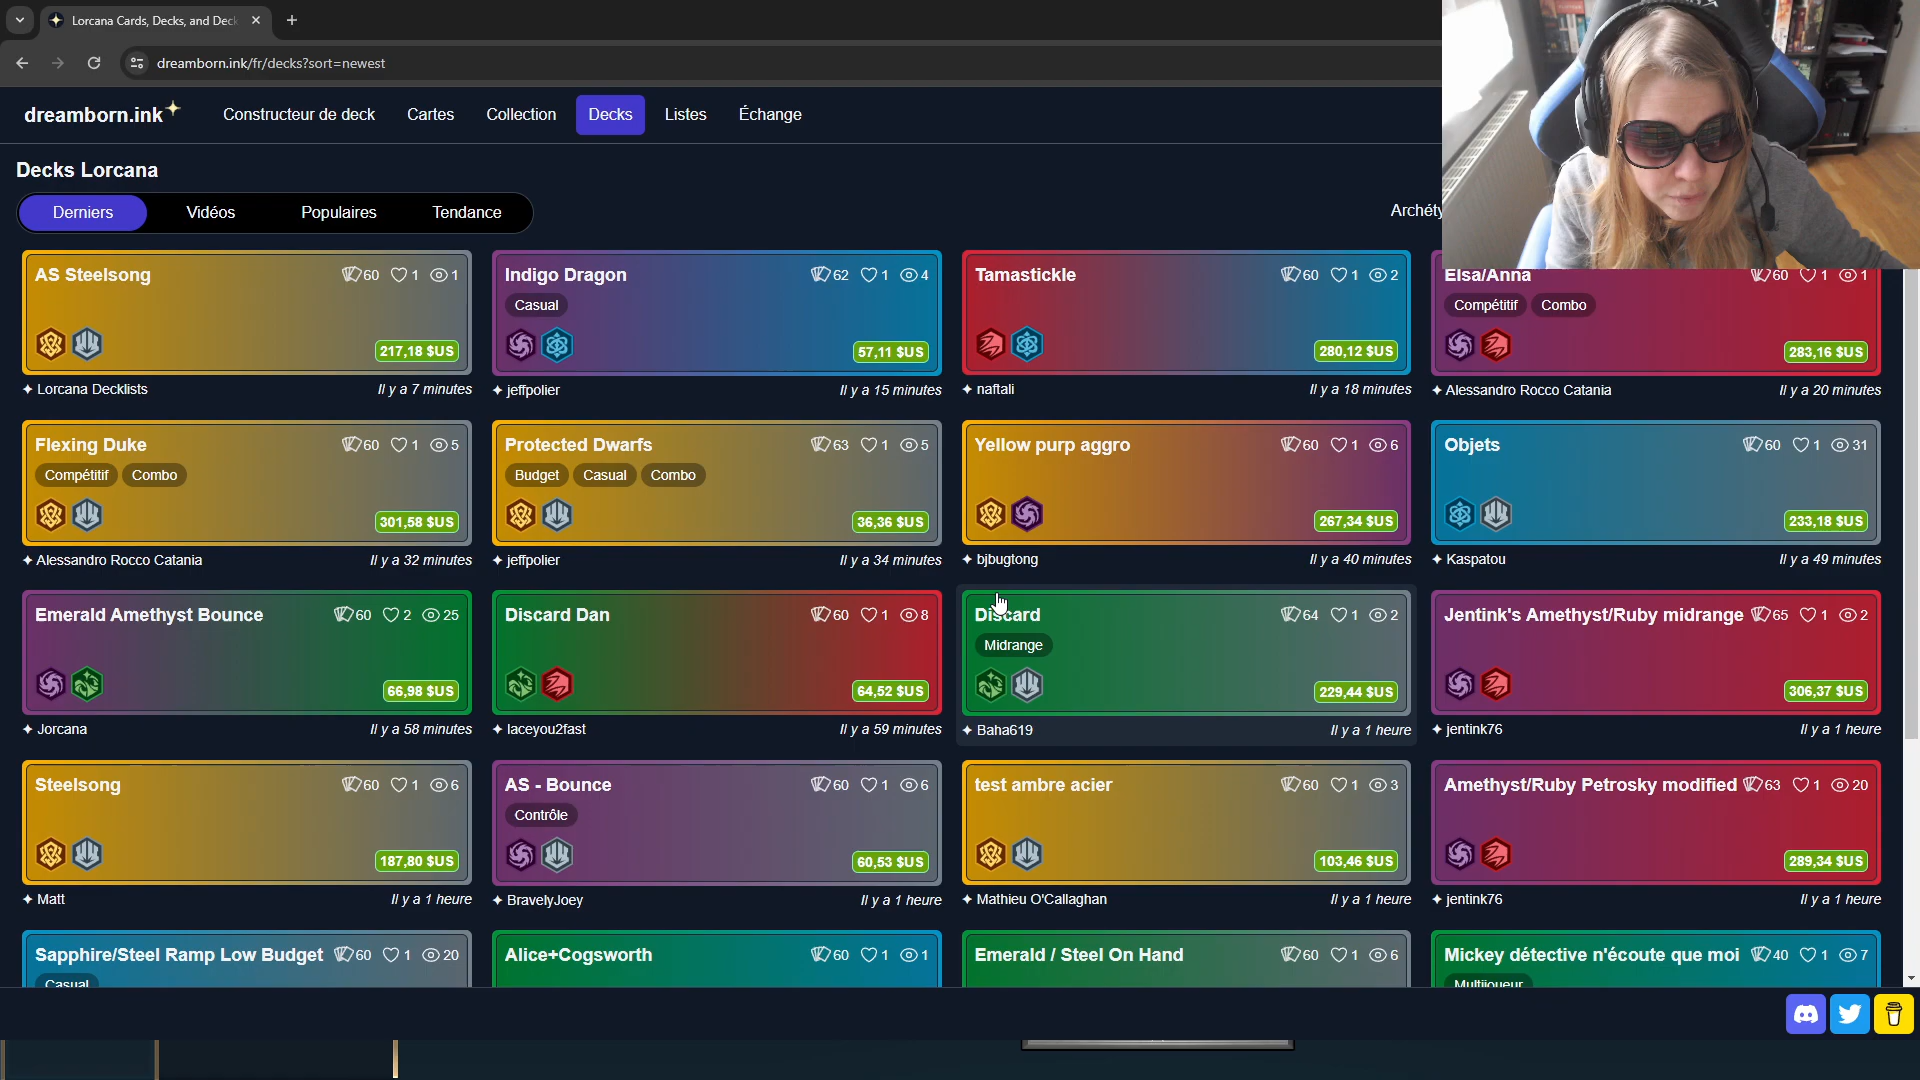 Lorcana Cards, Decks, and Deck
dreamborn.ink/fr/decks?sort=newest
dreamborn.ink
Constructeur de deck
Cartes
Collection
Decks
Listes
Échange
Decks Lorcana
Derniers
Vidéos
Populaires
Tendance
Archéty
AS Steelsong 60 1 1
217,18 $US
Lorcana Decklists Il y a 7 minutes
Indigo Dragon 62 1 4
Casual
57,11 $US
jeffpolier Il y a 15 minutes
Tamastickle 60 1 2
280,12 $US
naftali Il y a 18 minutes
Elsa/Anna 60 1 1
Compétitif Combo
283,16 $US
Alessandro Rocco Catania Il y a 20 minutes
Flexing Duke 60 1 5
Compétitif Combo
301,58 $US
Alessandro Rocco Catania Il y a 32 minutes
Protected Dwarfs 63 1 5
Budget Casual Combo
36,36 $US
jeffpolier Il y a 34 minutes
Yellow purp aggro 60 1 6
267,34 $US
bjbugtong Il y a 40 minutes
Objets 60 1 31
233,18 $US
Kaspatou Il y a 49 minutes
Emerald Amethyst Bounce 60 2 25
66,98 $US
Jorcana Il y a 58 minutes
Discard Dan 60 1 8
64,52 $US
laceyou2fast Il y a 59 minutes
Discard 64 1 2
Midrange
229,44 $US
Baha619 Il y a 1 heure
Jentink's Amethyst/Ruby midrange 65 1 2
306,37 $US
jentink76 Il y a 1 heure
Steelsong 60 1 6
187,80 $US
Matt Il y a 1 heure
AS - Bounce 60 1 6
Contrôle
60,53 $US
BravelyJoey Il y a 1 heure
test ambre acier 60 1 3
103,46 $US
Mathieu O'Callaghan Il y a 1 heure
Amethyst/Ruby Petrosky modified 63 1 20
289,34 $US
jentink76 Il y a 1 heure
Sapphire/Steel Ramp Low Budget 60 1 20
Casual
Alice+Cogsworth 60 1 1
Emerald / Steel On Hand 60 1 6
Mickey détective n'écoute que moi 40 1 7
Multijoueur